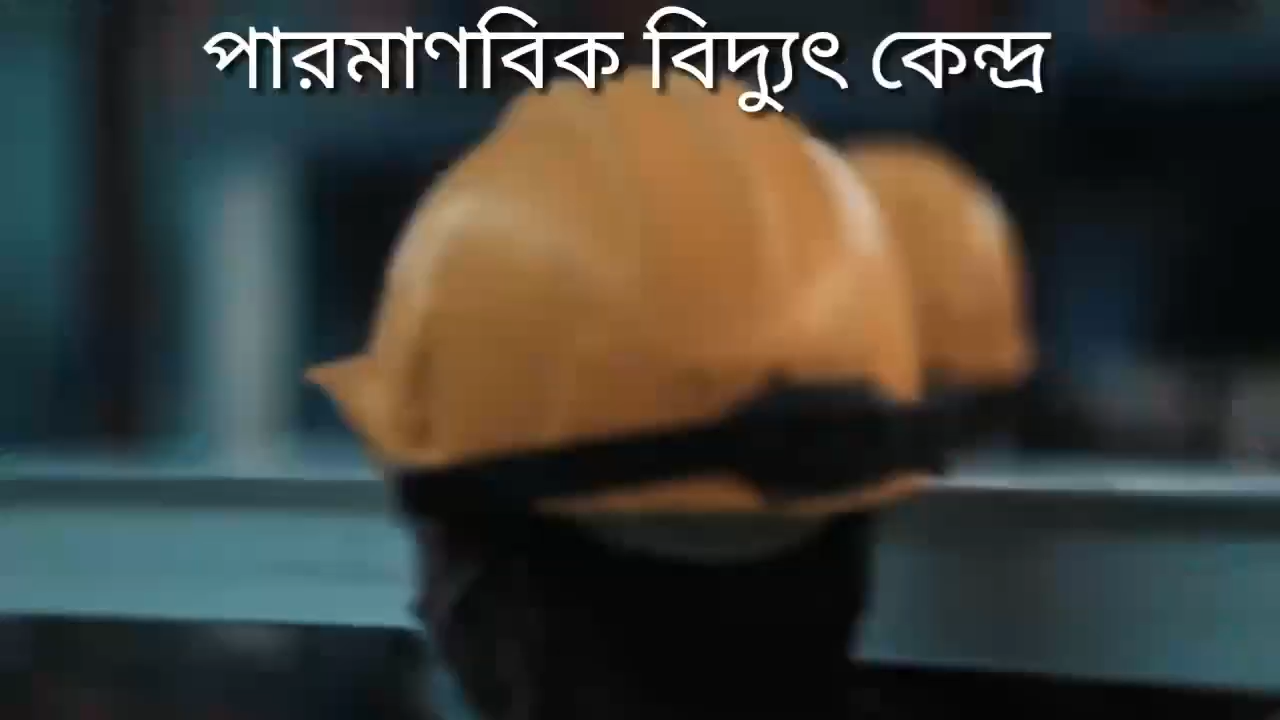 পারমাণবিক বিদ্যুৎ কেন্দ্র